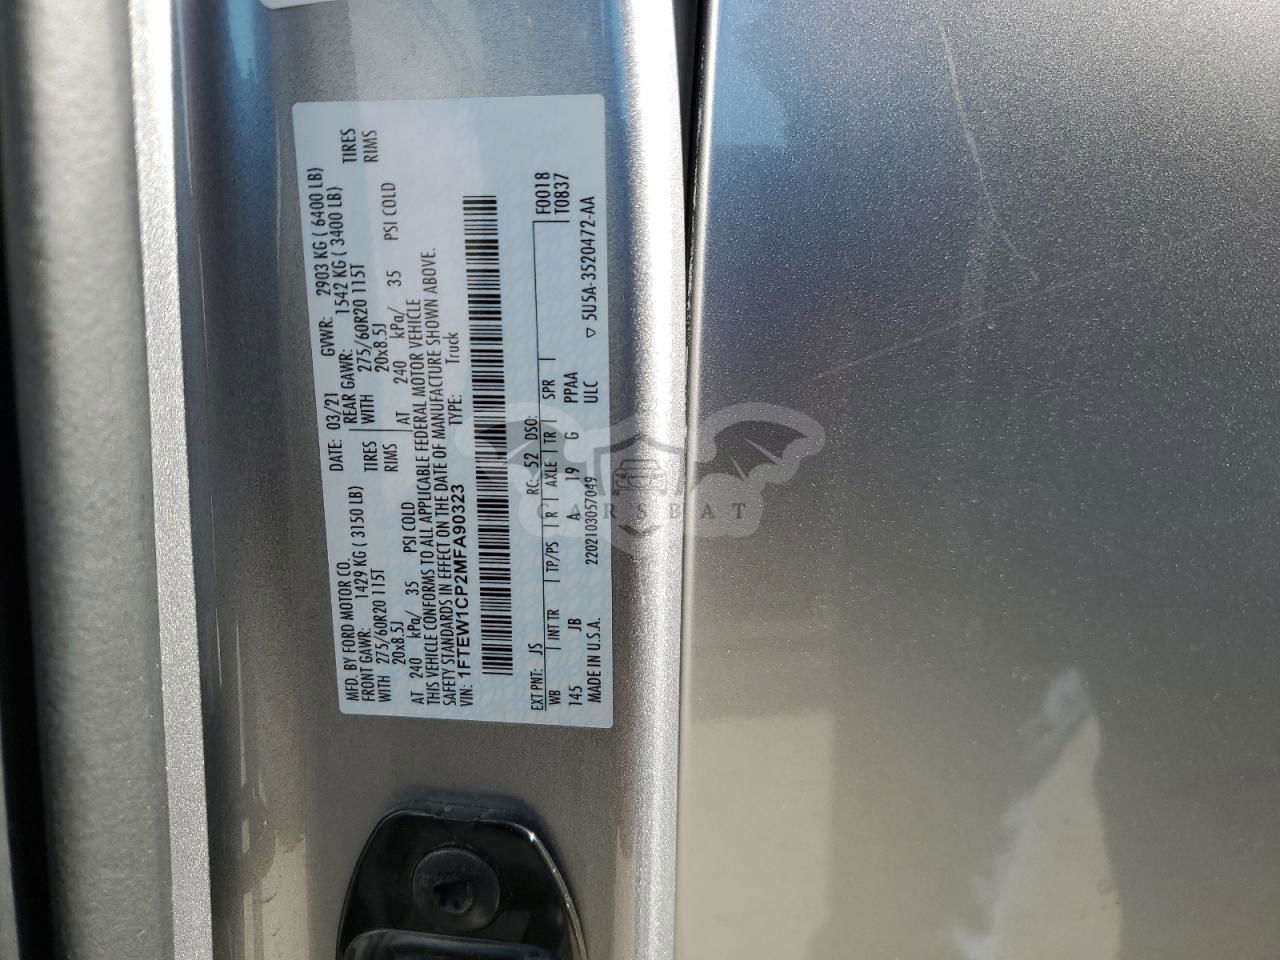 MFD. BY FORD MOTOR CO.
DATE: 03/21 GVWR: 2903 KG ( 6400 LB)
FRONT GAWR: 1429 KG ( 3150 LB) REAR GAWR: 1542 KG ( 3400 LB)
WITH 275/60R20 115T TIRES WITH 275/60R20 115T TIRES
20x8.5J RIMS 20x8.5J RIMS
AT 240 kPa/ 35 PSI COLD AT 240 kPa/ 35 PSI COLD
THIS VEHICLE CONFORMS TO ALL APPLICABLE FEDERAL MOTOR VEHICLE
SAFETY STANDARDS IN EFFECT ON THE DATE OF MANUFACTURE SHOWN ABOVE.
VIN: 1FTEW1CP2MFA90323 TYPE: Truck
EXT PNT: JS RC: 52 DSO: F0018
WB INT TR TP/PS R AXLE TR SPR T0837
145 JB A 19 G PPAA
MADE IN U.S.A. 2202103057049 ULC ▽ 5U5A-3520472-AA
CARSEAT